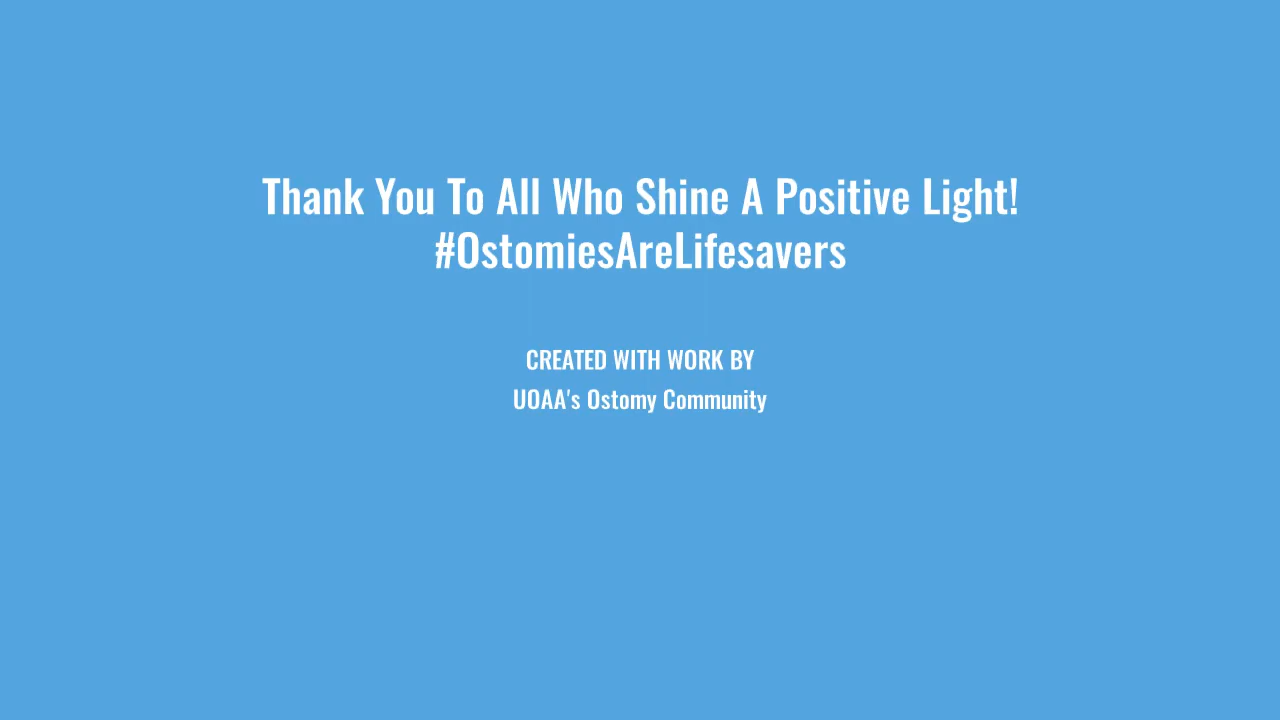 Thank You To All Who Shine A Positive Light!
#OstomiesAreLifesavers
CREATED WITH WORK BY
UOAA's Ostomy Community